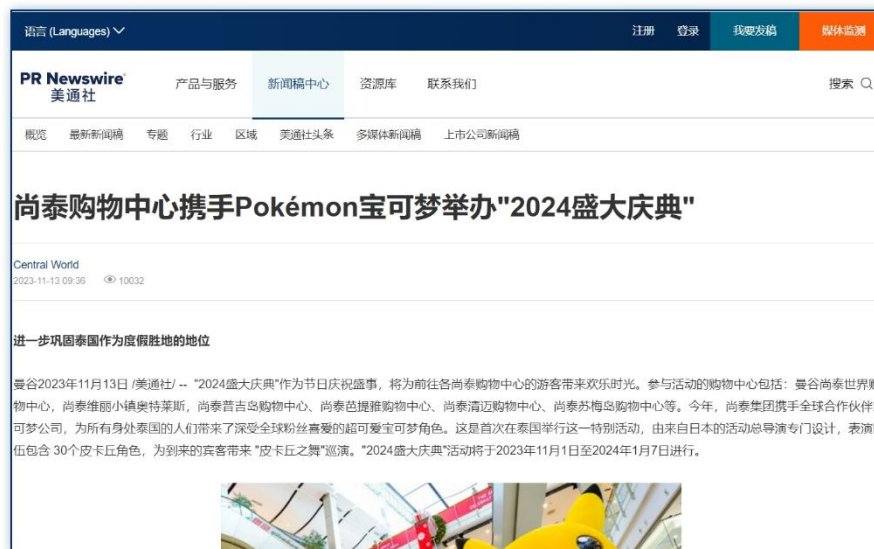 语言 (Languages)
注册 登录 我要发稿 媒体监测
PR Newswire
美通社
产品与服务 新闻稿中心 资源库 联系我们 搜索
概览 最新新闻稿 专题 行业 区域 美通社头条 多媒体新闻稿 上市公司新闻稿
尚泰购物中心携手Pokémon宝可梦举办"2024盛大庆典"
Central World
2023-11-13 09:36 10032
进一步巩固泰国作为度假胜地的地位
曼谷2023年11月13日 /美通社/ -- "2024盛大庆典"作为节日庆祝盛事，将为前往各尚泰购物中心的游客带来欢乐时光。参与活动的购物中心包括：曼谷尚泰世界购
物中心，尚泰维丽小镇奥特莱斯，尚泰普吉岛购物中心、尚泰芭提雅购物中心、尚泰清迈购物中心、尚泰苏梅岛购物中心等。今年，尚泰集团携手全球合作伙伴
可梦公司，为所有身处泰国的人们带来了深受全球粉丝喜爱的超可爱宝可梦角色。这是首次在泰国举行这一特别活动，由来自日本的活动总导演专门设计，表演
伍包含 30个皮卡丘角色，为到来的宾客带来 "皮卡丘之舞"巡演。"2024盛大庆典"活动将于2023年11月1日至2024年1月7日进行。